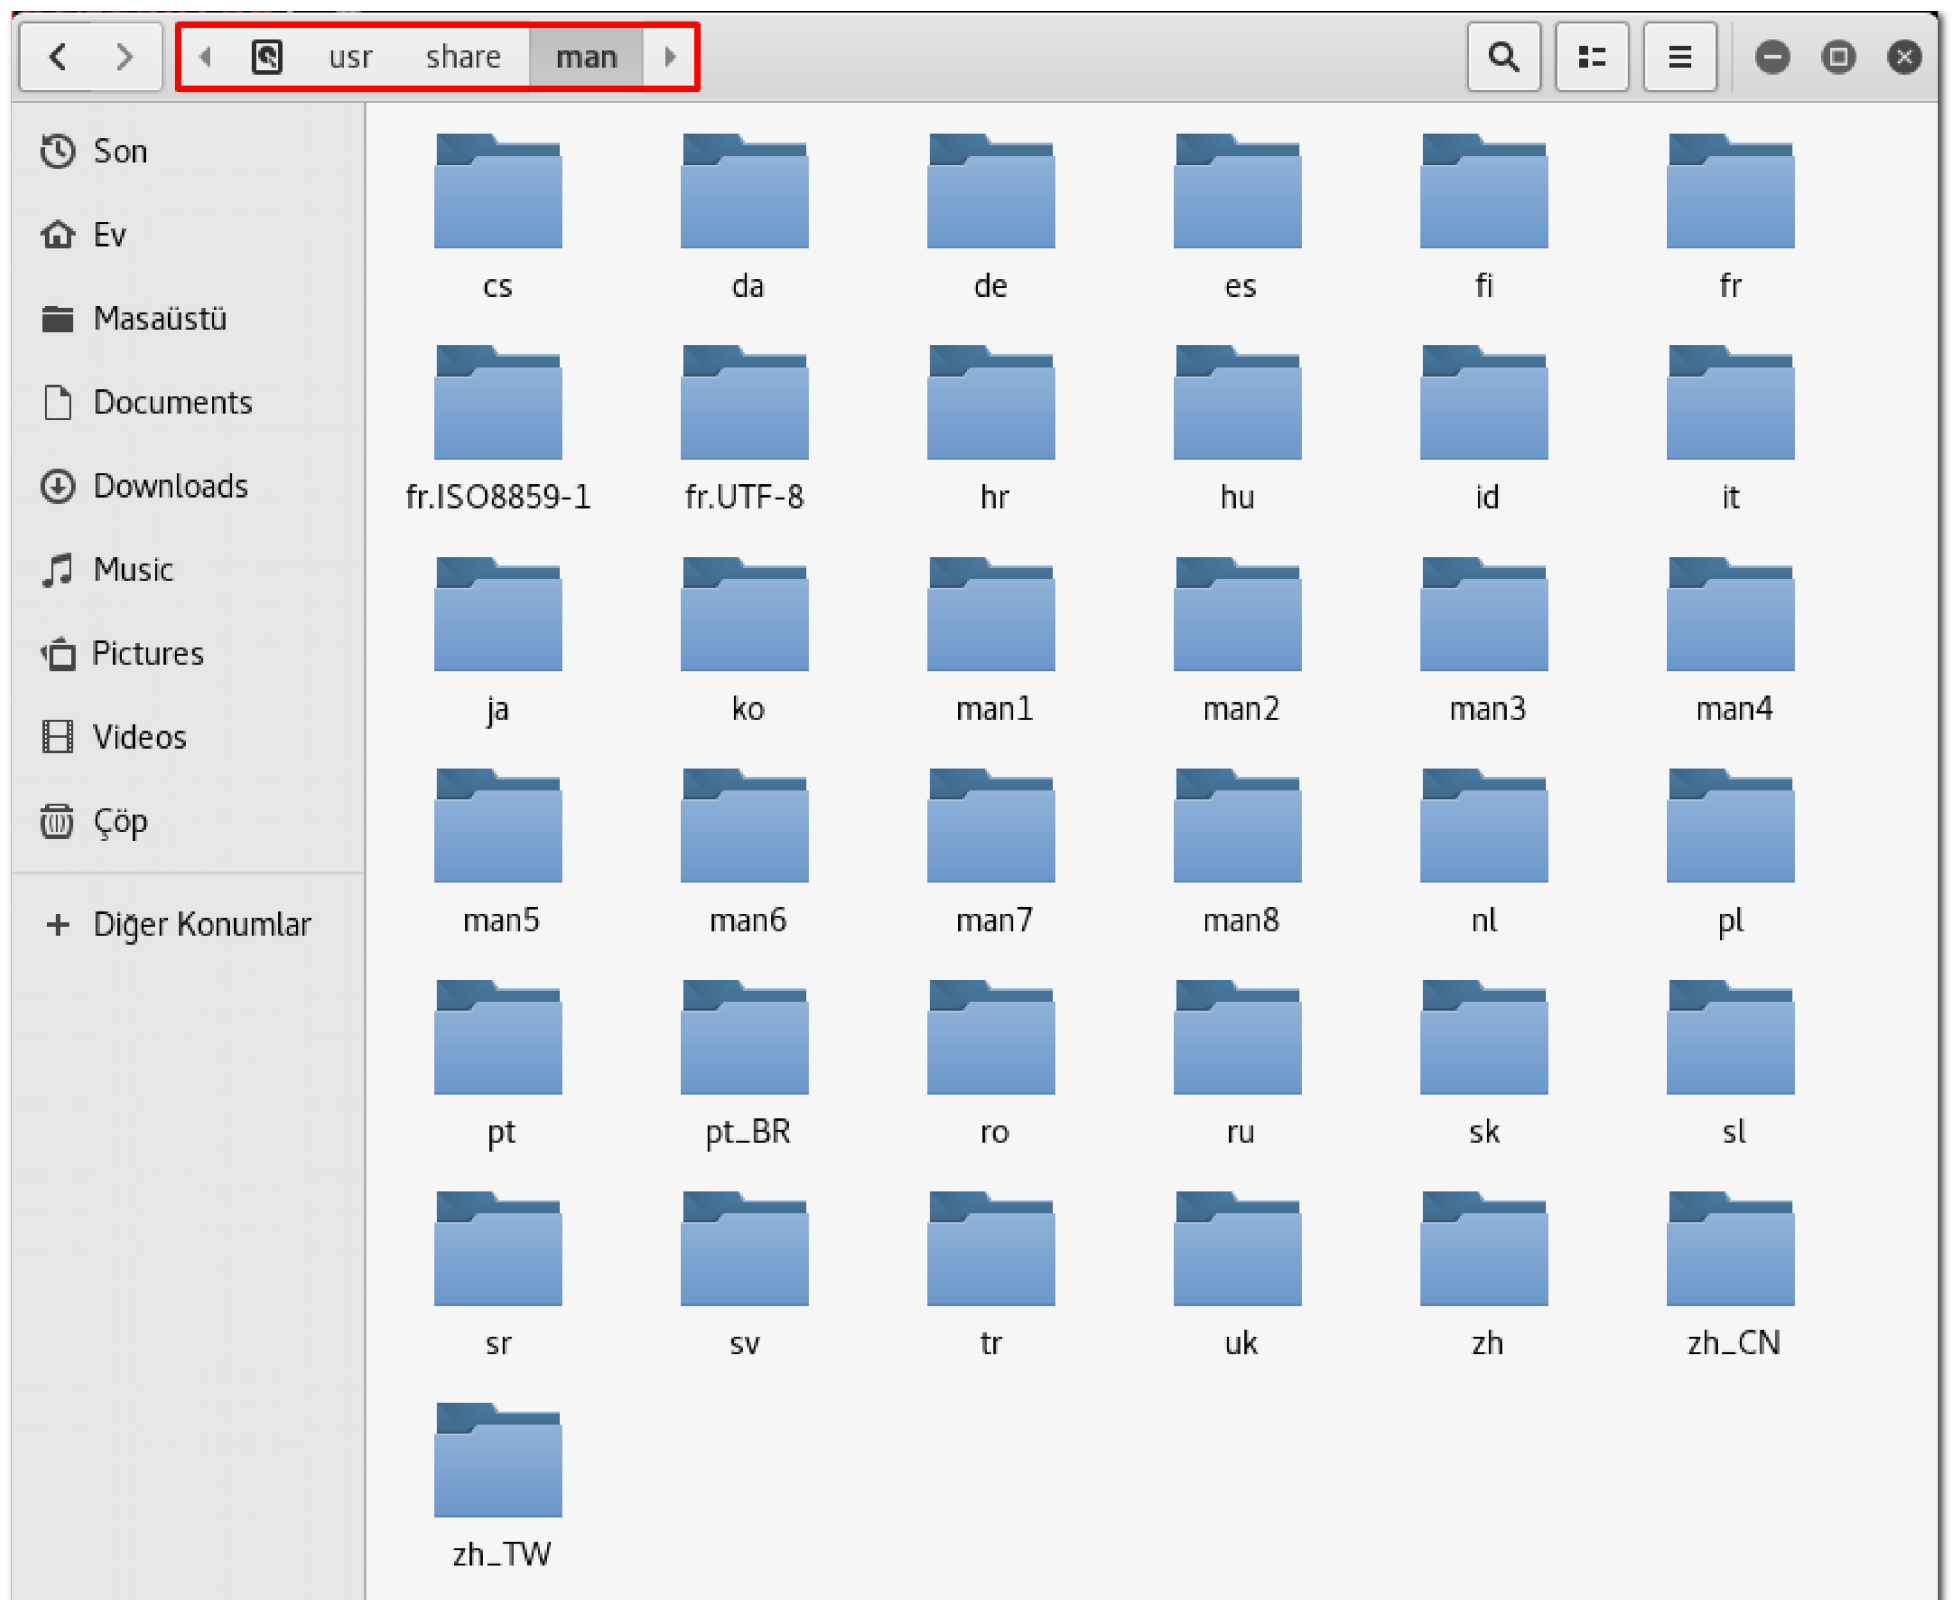 usr share man
Son
Ev
Masaüstü
Documents
Downloads
Music
Pictures
Videos
Çöp
Diğer Konumlar
cs da de es fi fr
fr.ISO8859-1 fr.UTF-8 hr hu id it
ja ko man1 man2 man3 man4
man5 man6 man7 man8 nl pl
pt pt_BR ro ru sk sl
sr sv tr uk zh zh_CN
zh_TW